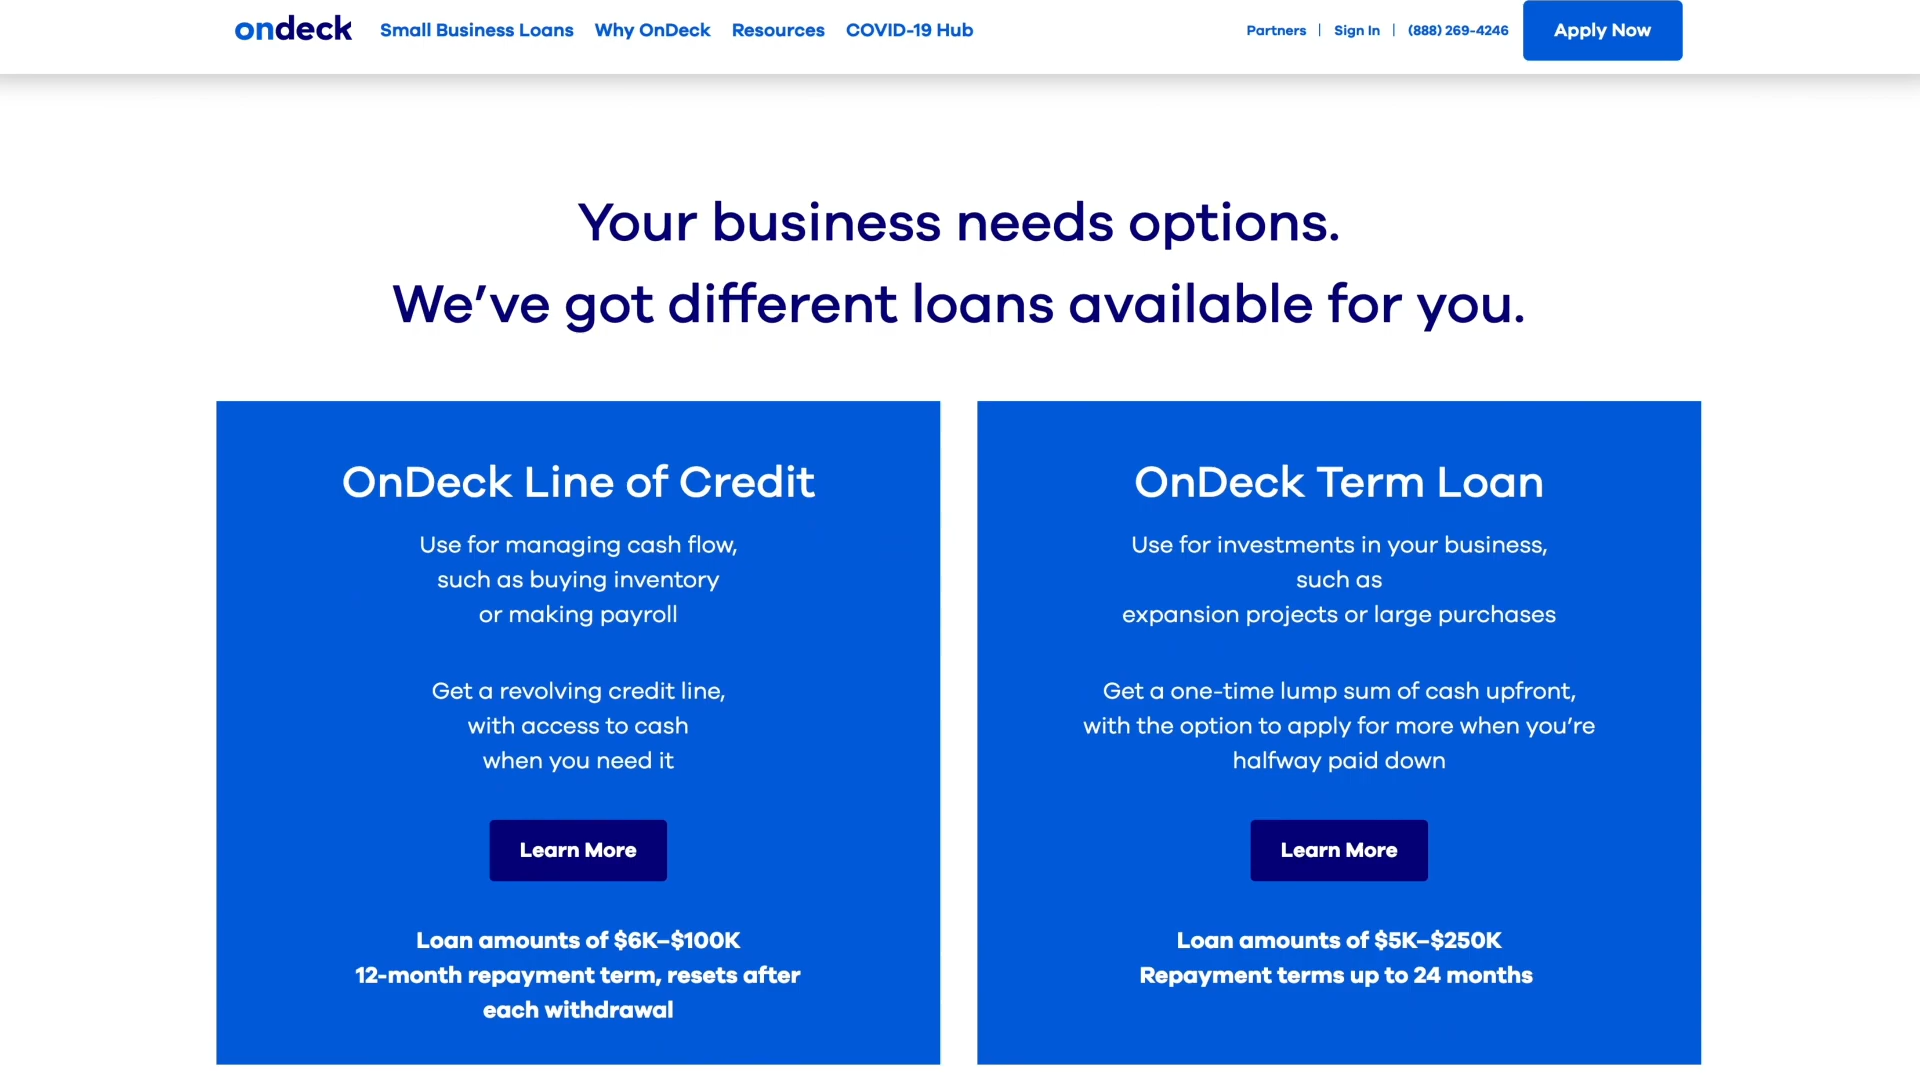 ondeck Small Business Loans Why OnDeck Resources COVID-19 Hub Partners | Sign In | (888) 269-4246 Apply Now
Your business needs options.
We’ve got different loans available for you.
OnDeck Line of Credit
Use for managing cash flow,
such as buying inventory
or making payroll
Get a revolving credit line,
with access to cash
when you need it
Learn More
Loan amounts of $6K–$100K
12-month repayment term, resets after
each withdrawal
OnDeck Term Loan
Use for investments in your business,
such as
expansion projects or large purchases
Get a one-time lump sum of cash upfront,
with the option to apply for more when you’re
halfway paid down
Learn More
Loan amounts of $5K–$250K
Repayment terms up to 24 months